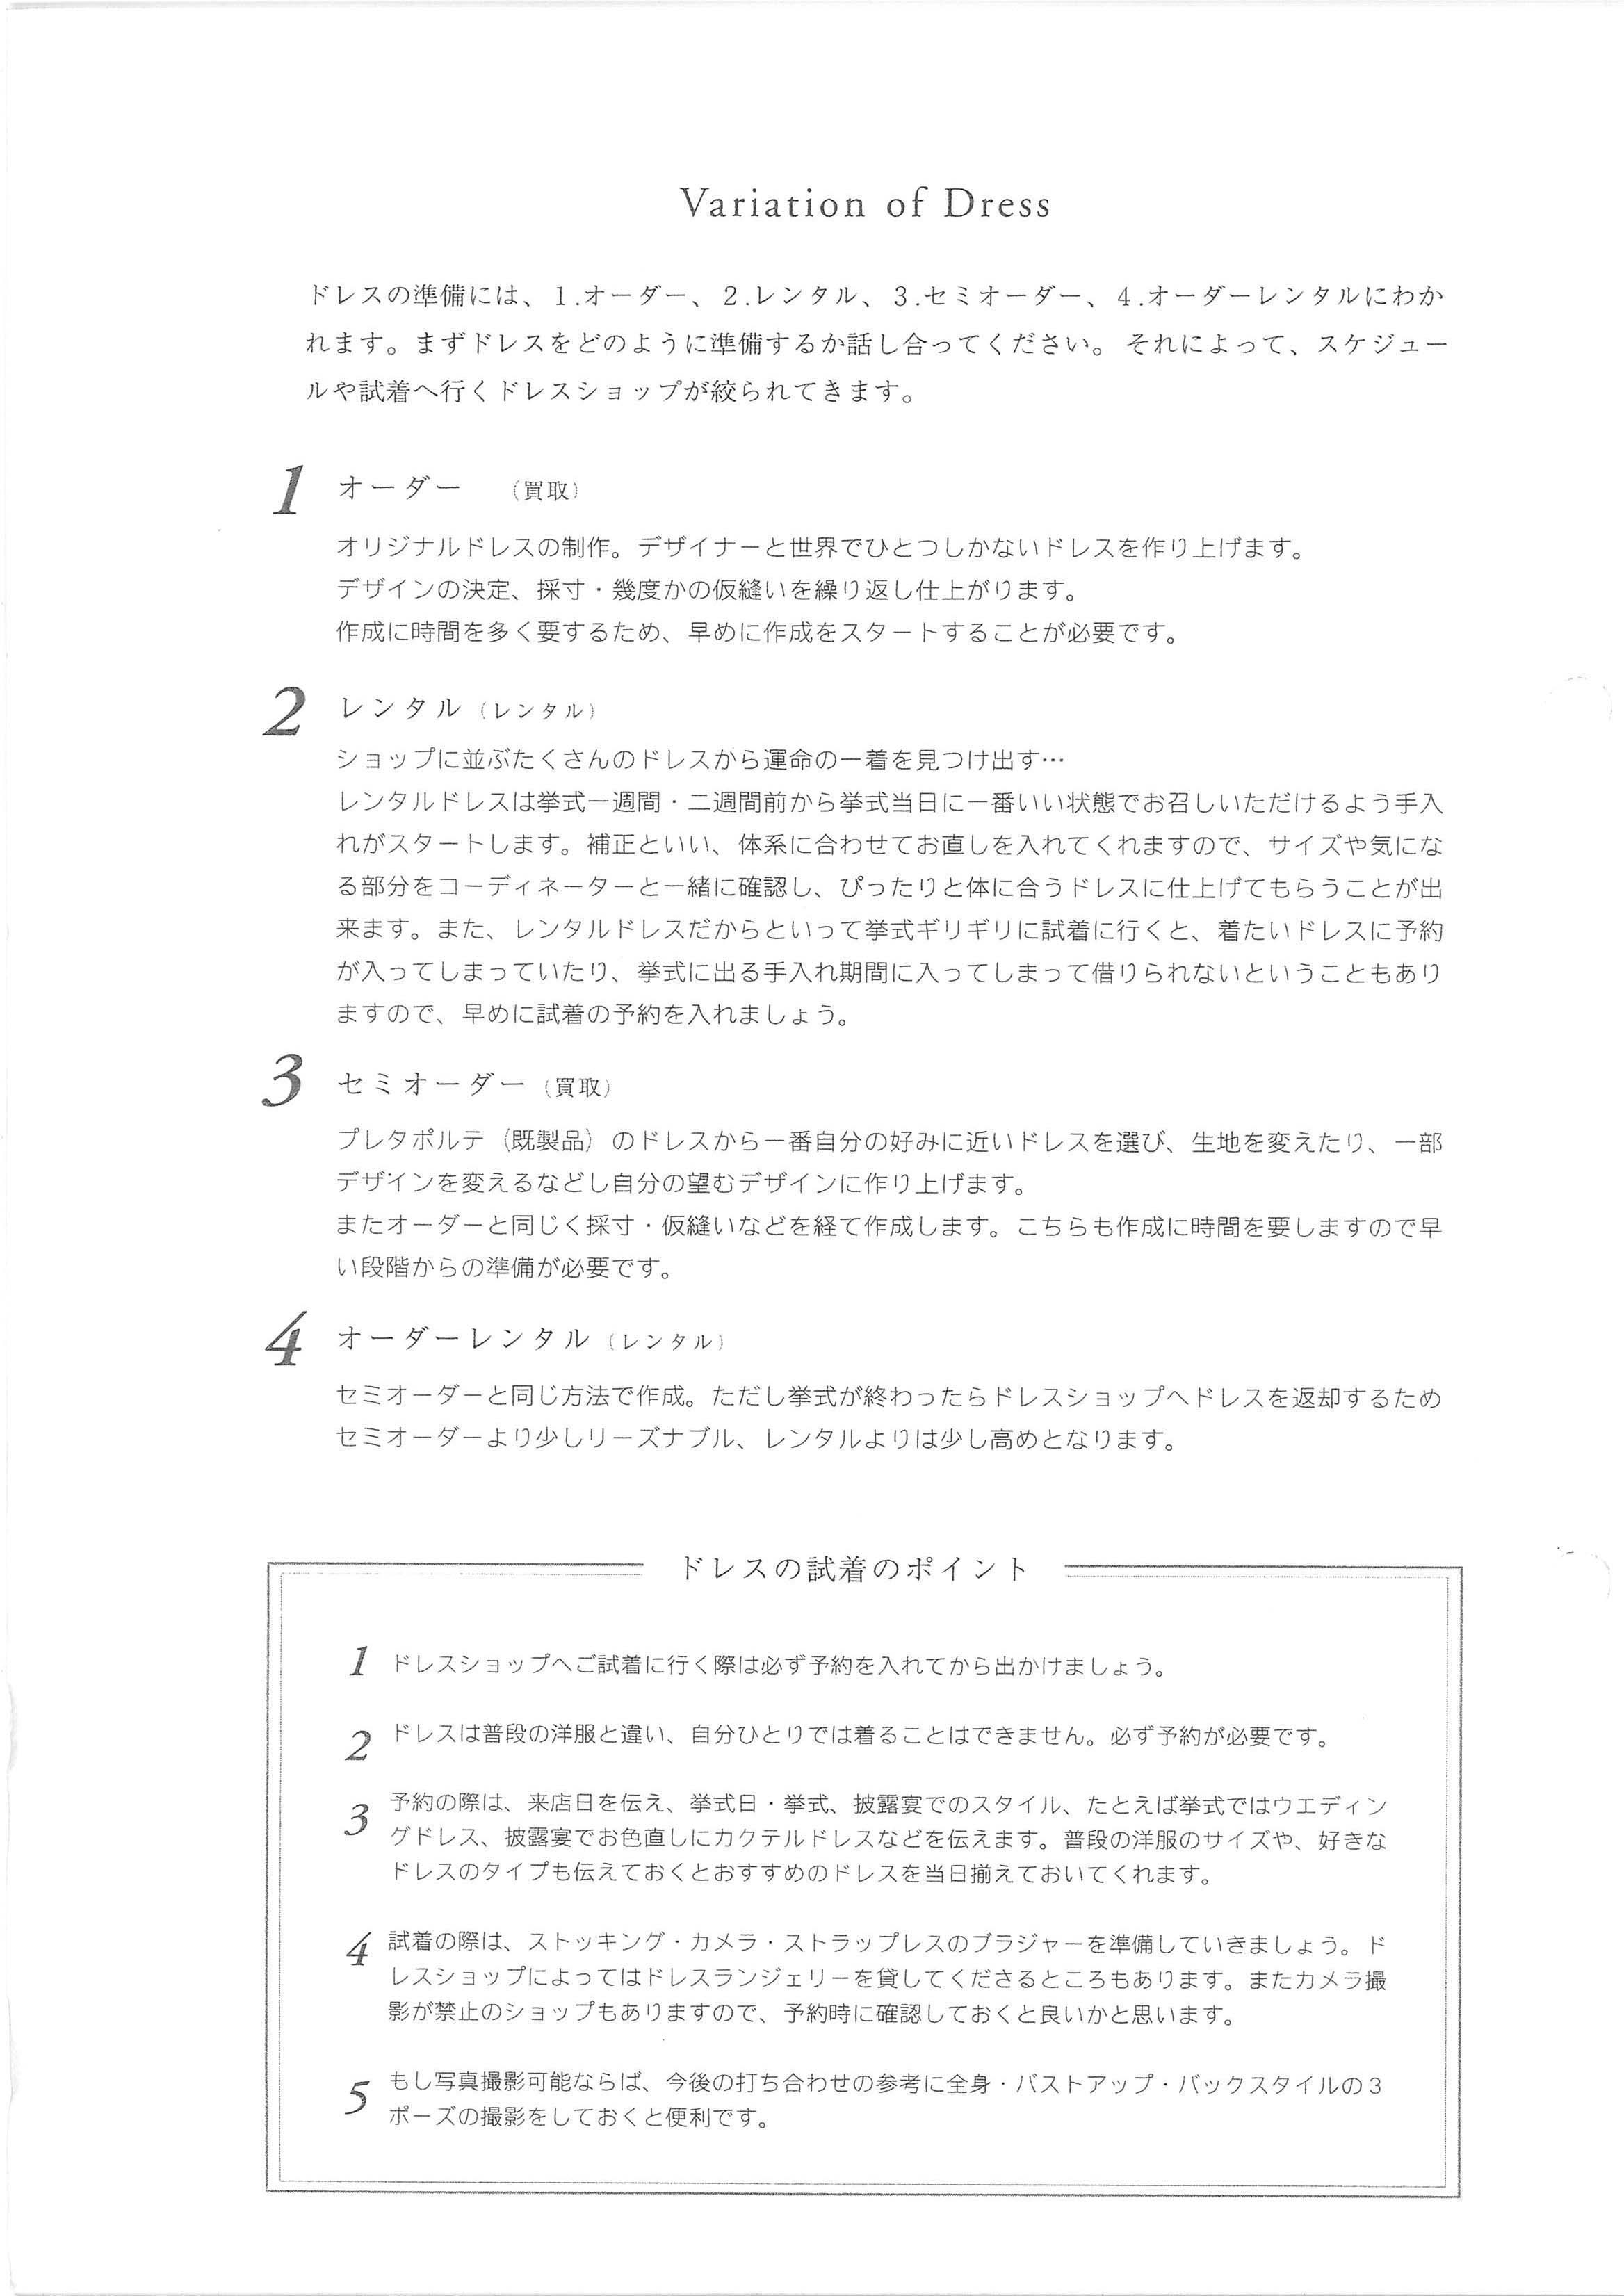 Variation of Dress
ドレスの準備には、1.オーダー、2.レンタル、3.セミオーダー、4.オーダーレンタルにわか
れます。まずドレスをどのように準備するか話し合ってください。それによって、スケジュー
ルや試着へ行くドレスショップが絞られてきます。
1 オーダー （買取）
オリジナルドレスの制作。デザイナーと世界でひとつしかないドレスを作り上げます。
デザインの決定、採寸・幾度かの仮縫いを繰り返し仕上がります。
作成に時間を多く要するため、早めに作成をスタートすることが必要です。
2 レンタル（レンタル）
ショップに並ぶたくさんのドレスから運命の一着を見つけ出す…
レンタルドレスは挙式一週間・二週間前から挙式当日に一番いい状態でお召しいただけるよう手入
れがスタートします。補正といい、体系に合わせてお直しを入れてくれますので、サイズや気にな
る部分をコーディネーターと一緒に確認し、ぴったりと体に合うドレスに仕上げてもらうことが出
来ます。また、レンタルドレスだからといって挙式ギリギリに試着に行くと、着たいドレスに予約
が入ってしまっていたり、挙式に出る手入れ期間に入ってしまって借りられないということもあり
ますので、早めに試着の予約を入れましょう。
3 セミオーダー（買取）
プレタポルテ（既製品）のドレスから一番自分の好みに近いドレスを選び、生地を変えたり、一部
デザインを変えるなどし自分の望むデザインに作り上げます。
またオーダーと同じく採寸・仮縫いなどを経て作成します。こちらも作成に時間を要しますので早
い段階からの準備が必要です。
4 オーダーレンタル（レンタル）
セミオーダーと同じ方法で作成。ただし挙式が終わったらドレスショップへドレスを返却するため
セミオーダーより少しリーズナブル、レンタルよりは少し高めとなります。
ドレスの試着のポイント
1 ドレスショップへご試着に行く際は必ず予約を入れてから出かけましょう。
2 ドレスは普段の洋服と違い、自分ひとりでは着ることはできません。必ず予約が必要です。
3 予約の際は、来店日を伝え、挙式日・挙式、披露宴でのスタイル、たとえば挙式ではウエディン
グドレス、披露宴でお色直しにカクテルドレスなどを伝えます。普段の洋服のサイズや、好きな
ドレスのタイプも伝えておくとおすすめのドレスを当日揃えておいてくれます。
4 試着の際は、ストッキング・カメラ・ストラップレスのブラジャーを準備していきましょう。ド
レスショップによってはドレスランジェリーを貸してくださるところもあります。またカメラ撮
影が禁止のショップもありますので、予約時に確認しておくと良いかと思います。
5 もし写真撮影可能ならば、今後の打ち合わせの参考に全身・バストアップ・バックスタイルの3
ポーズの撮影をしておくと便利です。